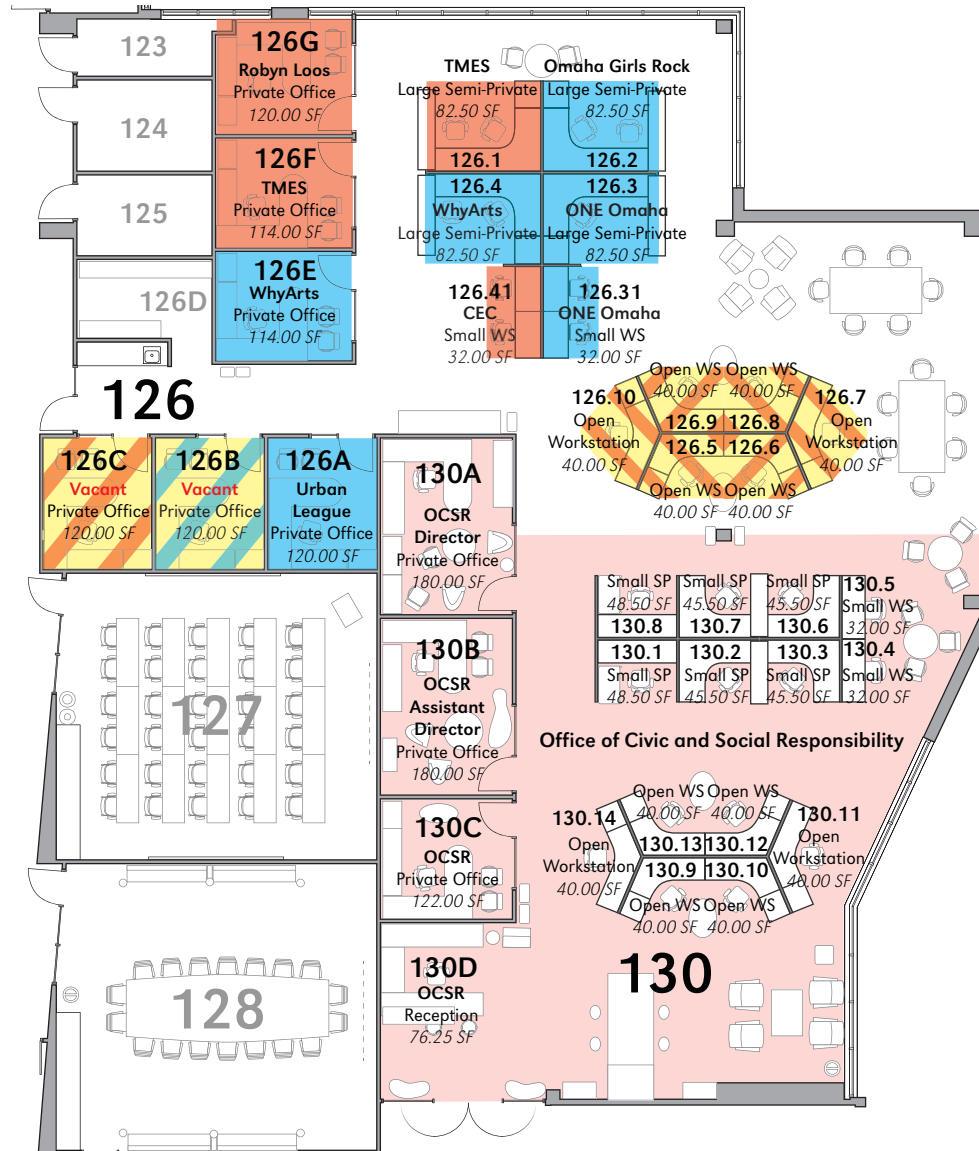 123
124
125
126D
126
126G
Robyn Loos
Private Office
120.00 SF
126F
TMES
Private Office
114.00 SF
126E
WhyArts
Private Office
114.00 SF
TMES
Large Semi-Private
82.50 SF
126.1
Omaha Girls Rock
Large Semi-Private
82.50 SF
126.2
126.4
WhyArts
Large Semi-Private
82.50 SF
126.3
ONE Omaha
Large Semi-Private
82.50 SF
126.41
CEC
Small WS
32.00 SF
126.31
ONE Omaha
Small WS
32.00 SF
126.10
Open
Workstation
40.00 SF
Open WS
40.00 SF
126.9
Open WS
40.00 SF
126.8
126.7
Open
Workstation
40.00 SF
126.5
Open WS
40.00 SF
126.6
Open WS
40.00 SF
126C
Vacant
Private Office
120.00 SF
126B
Vacant
Private Office
120.00 SF
126A
Urban
League
Private Office
120.00 SF
130A
OCSR
Director
Private Office
180.00 SF
130B
OCSR
Assistant
Director
Private Office
180.00 SF
130C
OCSR
Private Office
122.00 SF
130D
OCSR
Reception
76.25 SF
127
128
Small SP
48.50 SF
130.8
Small SP
45.50 SF
130.7
Small SP
45.50 SF
130.6
130.5
Small WS
32.00 SF
130.1
Small SP
48.50 SF
130.2
Small SP
45.50 SF
130.3
Small SP
45.50 SF
130.4
Small WS
32.00 SF
Office of Civic and Social Responsibility
130.14
Open
Workstation
40.00 SF
Open WS
40.00 SF
130.13
Open WS
40.00 SF
130.12
130.11
Open
Workstation
40.00 SF
130.9
Open WS
40.00 SF
130.10
Open WS
40.00 SF
130